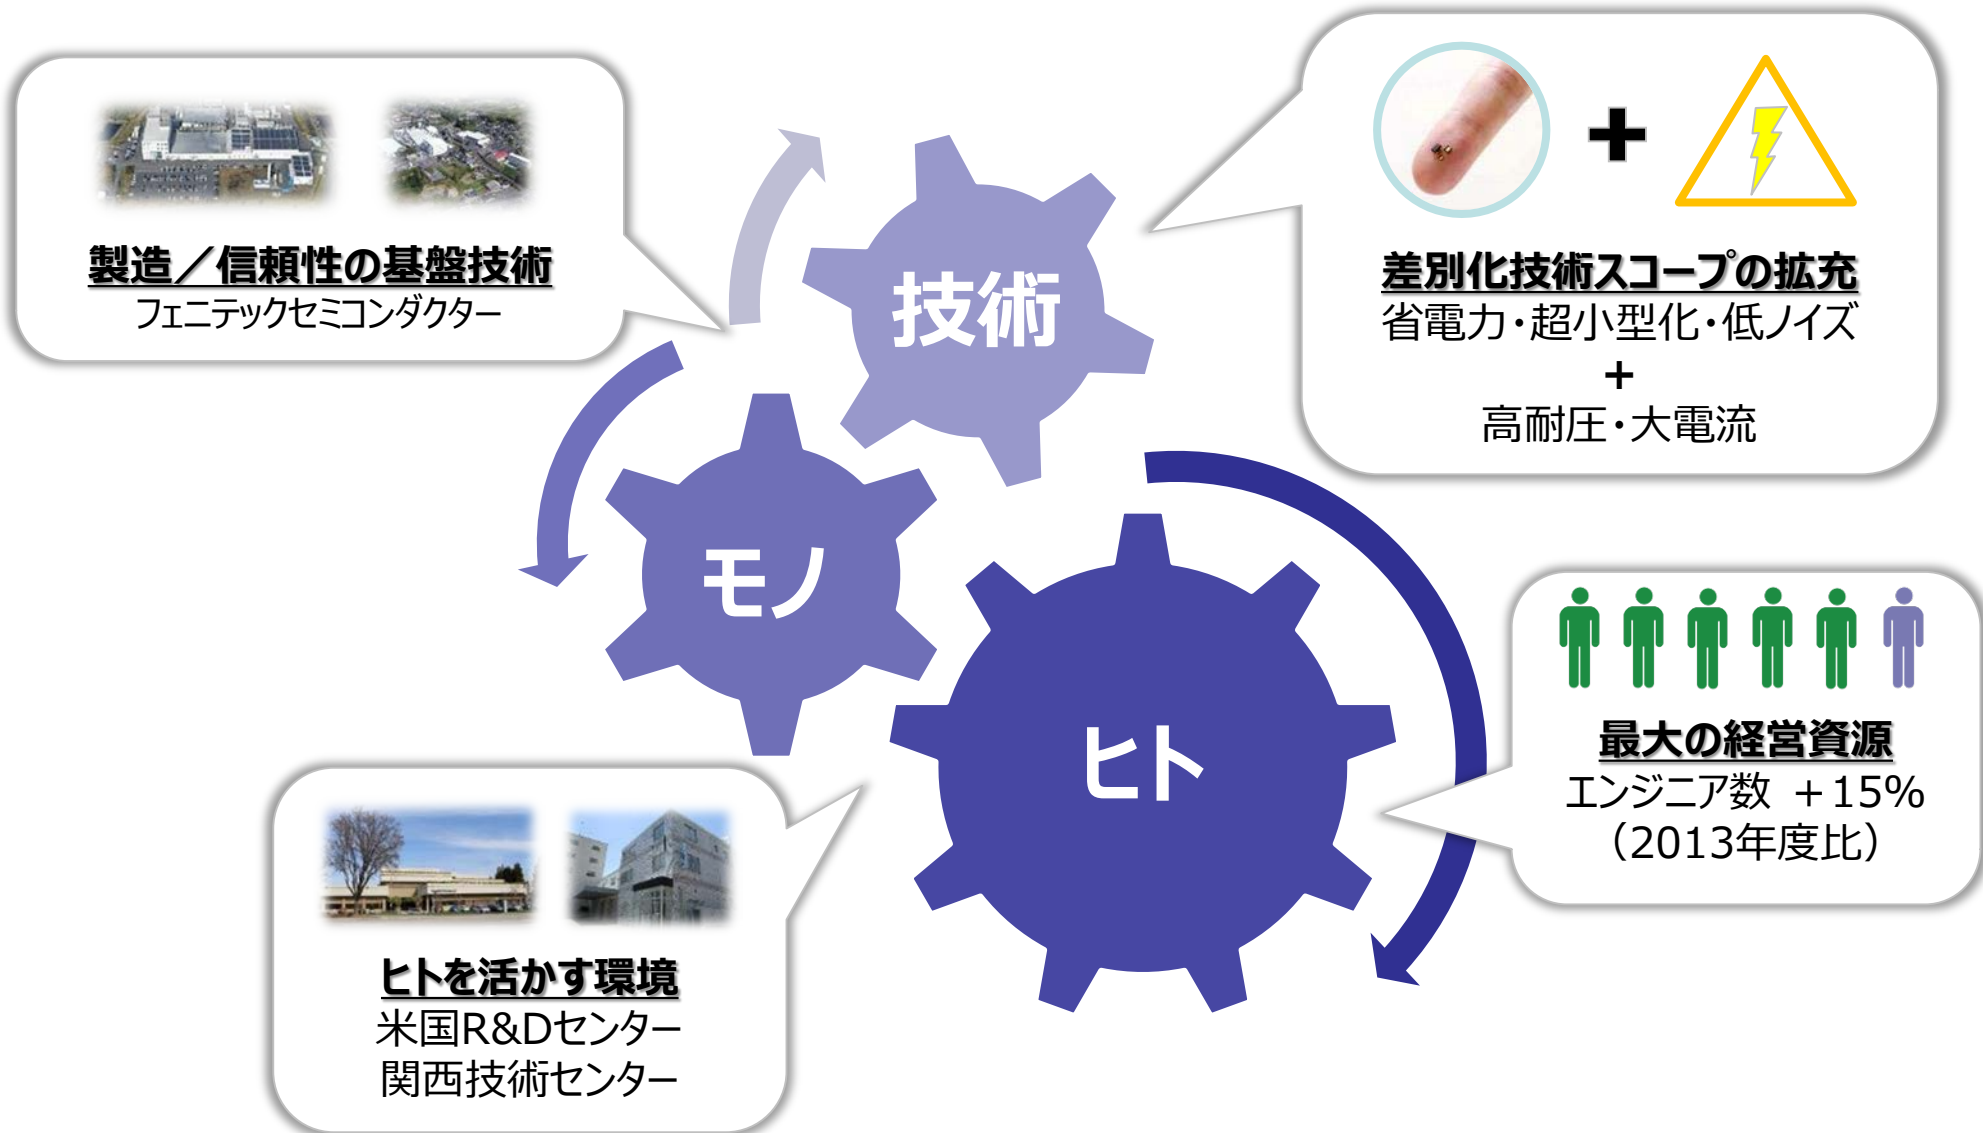 製造／信頼性の基盤技術
フェニテックセミコンダクター
技術
差別化技術スコープの拡充
省電力・超小型化・低ノイズ
+
高耐圧・大電流
モノ
ヒト
最大の経営資源
エンジニア数 ＋15%
（2013年度比）
ヒトを活かす環境
米国R&Dセンター
関西技術センター